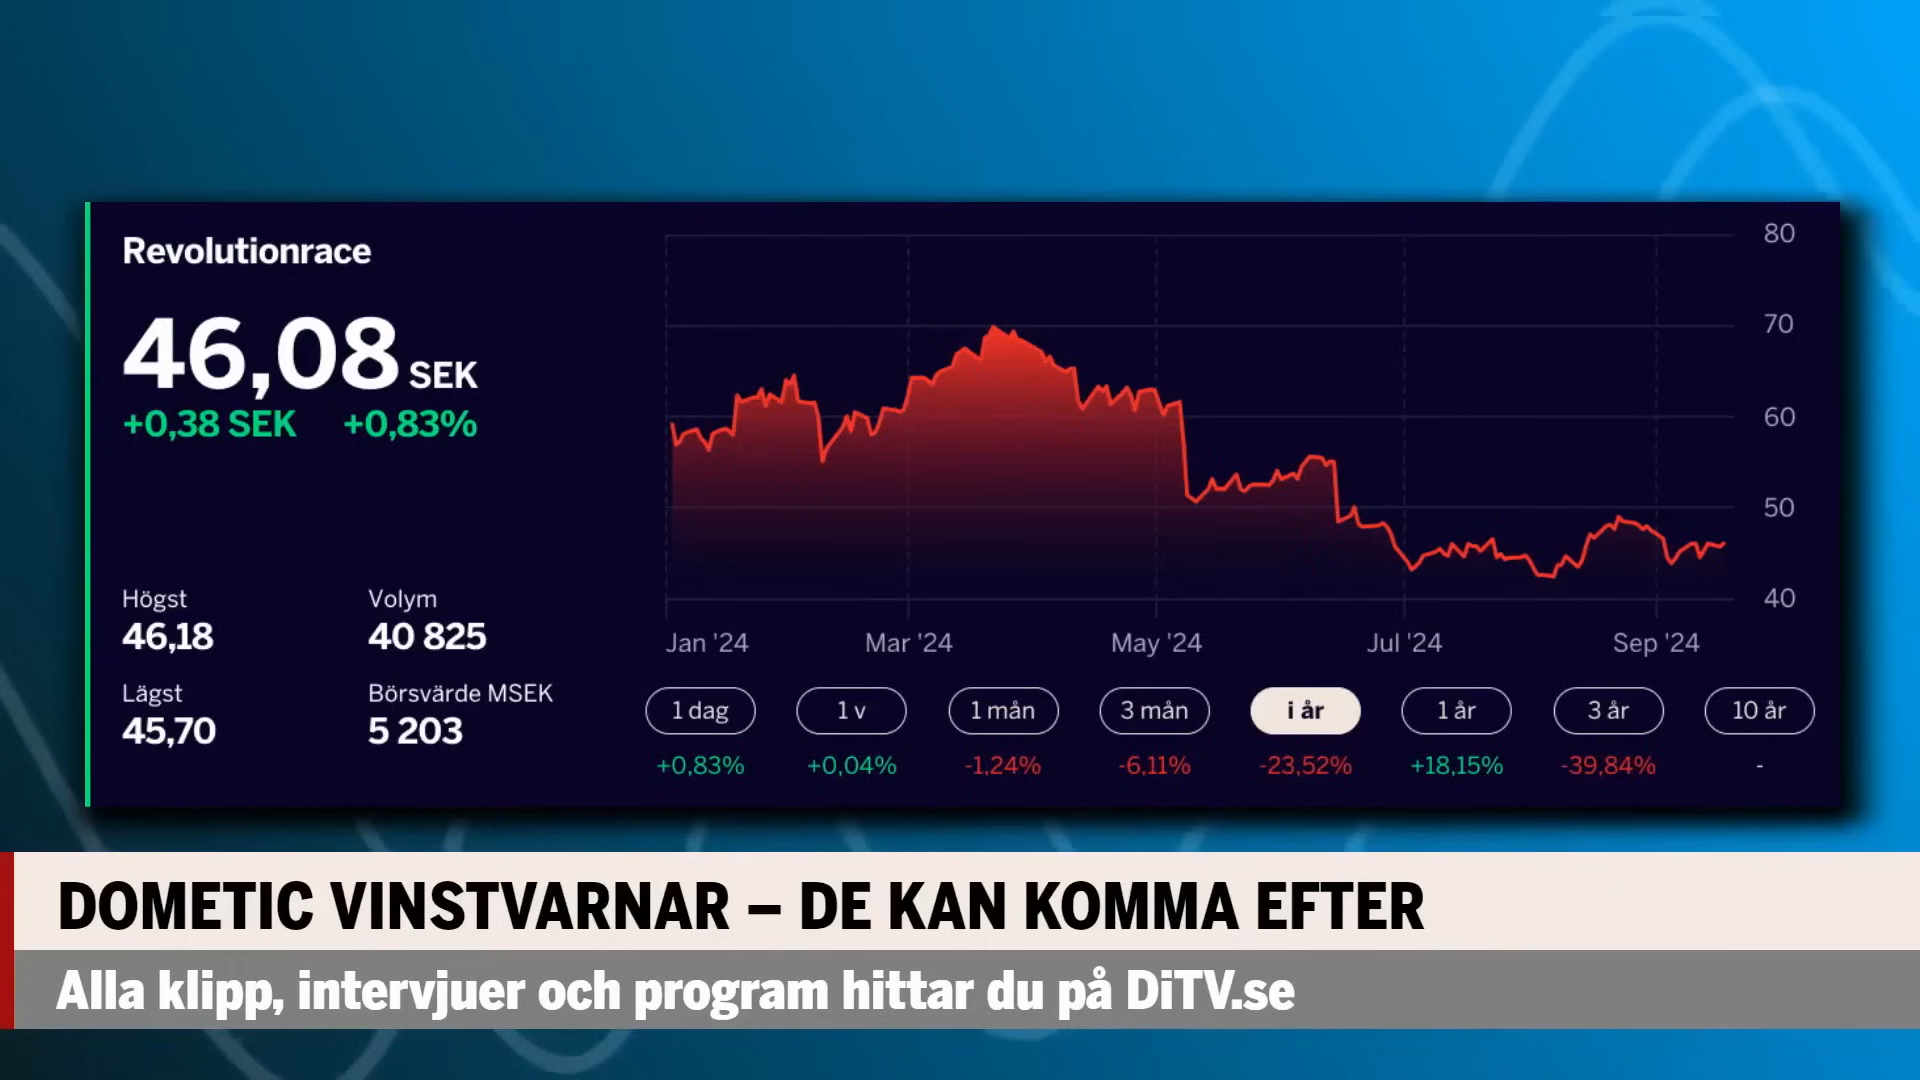 Revolutionrace
46,08 SEK
+0,38 SEK +0,83%
Högst
46,18
Volym
40 825
Lägst
45,70
Börsvärde MSEK
5 203
80
70
60
50
40
Jan '24 Mar '24 May '24 Jul '24 Sep '24
1 dag 1 v 1 mån 3 mån i år 1 år 3 år 10 år
+0,83% +0,04% -1,24% -6,11% -23,52% +18,15% -39,84% -
DOMETIC VINSTVARNAR – DE KAN KOMMA EFTER
Alla klipp, intervjuer och program hittar du på DiTV.se